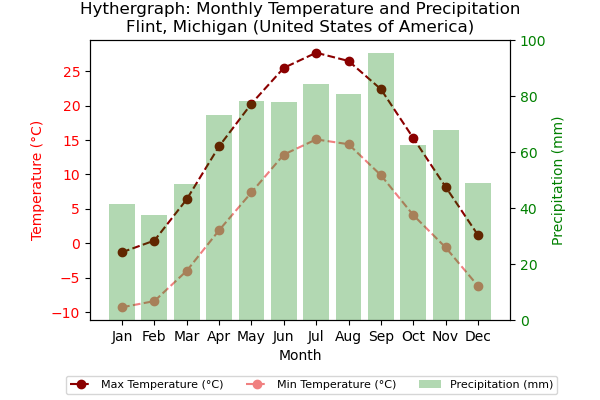 Hythergraph: Monthly Temperature and Precipitation
Flint, Michigan (United States of America)
Temperature (°C)
25
20
15
10
5
0
−5
−10
100
80
60
40
20
0
Precipitation (mm)
Jan Feb Mar Apr May Jun Jul Aug Sep Oct Nov Dec
Month
Max Temperature (°C) Min Temperature (°C) Precipitation (mm)